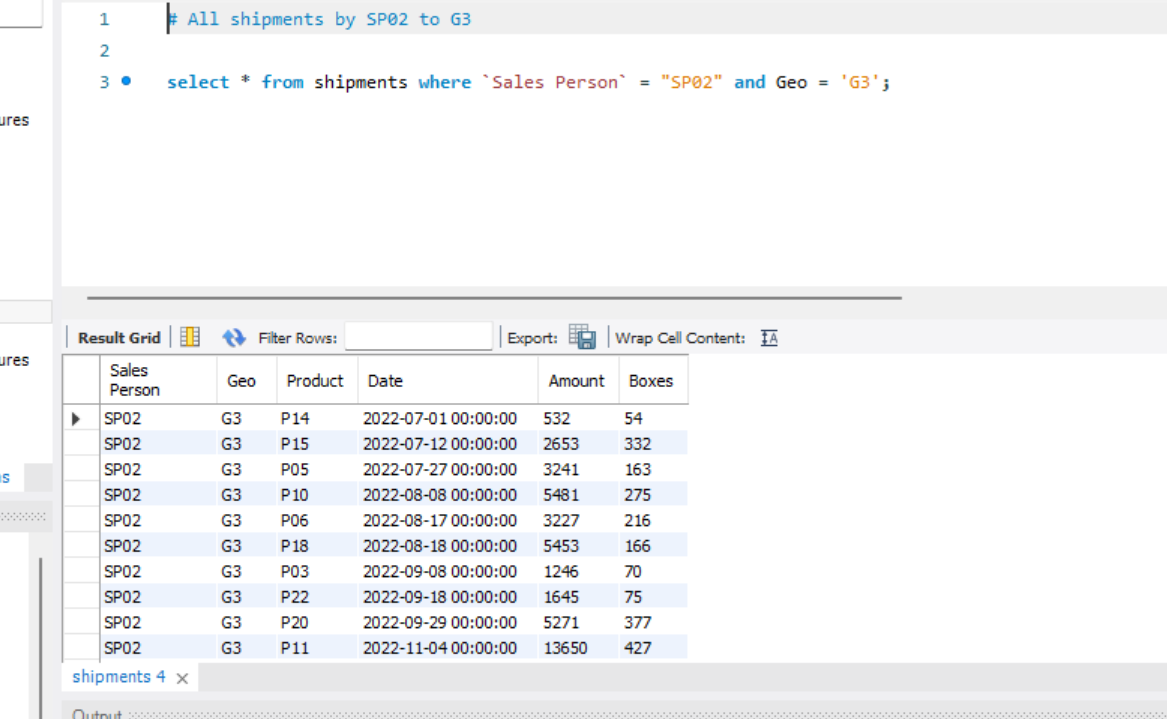 1 # All shipments by SP02 to G3
2
3 select * from shipments where `Sales Person` = "SP02" and Geo = 'G3';
ures
ures
s
Result Grid Filter Rows: Export: Wrap Cell Content: IA
Sales Person Geo Product Date Amount Boxes
SP02 G3 P14 2022-07-01 00:00:00 532 54
SP02 G3 P15 2022-07-12 00:00:00 2653 332
SP02 G3 P05 2022-07-27 00:00:00 3241 163
SP02 G3 P10 2022-08-08 00:00:00 5481 275
SP02 G3 P06 2022-08-17 00:00:00 3227 216
SP02 G3 P18 2022-08-18 00:00:00 5453 166
SP02 G3 P03 2022-09-08 00:00:00 1246 70
SP02 G3 P22 2022-09-18 00:00:00 1645 75
SP02 G3 P20 2022-09-29 00:00:00 5271 377
SP02 G3 P11 2022-11-04 00:00:00 13650 427
shipments 4
Output